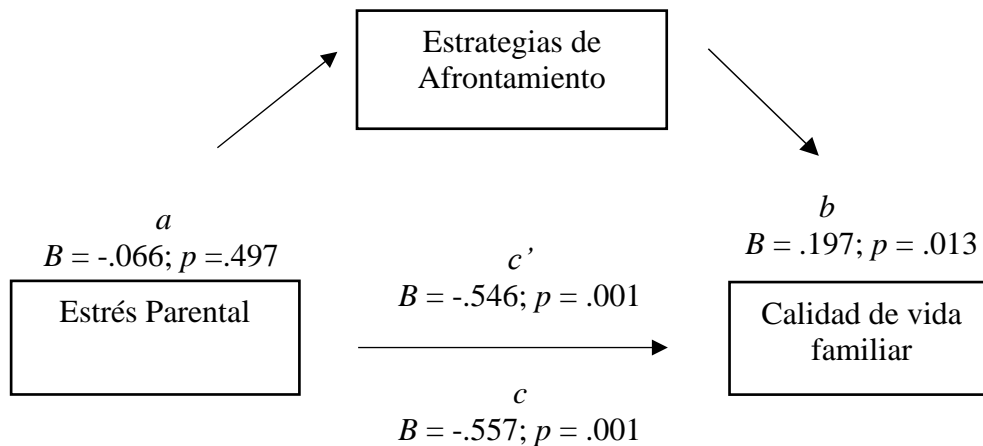 Estrategias de
Afrontamiento
a
B = -.066; p =.497
b
B = .197; p = .013
c’
B = -.546; p = .001
Estrés Parental
Calidad de vida
familiar
c
B = -.557; p = .001